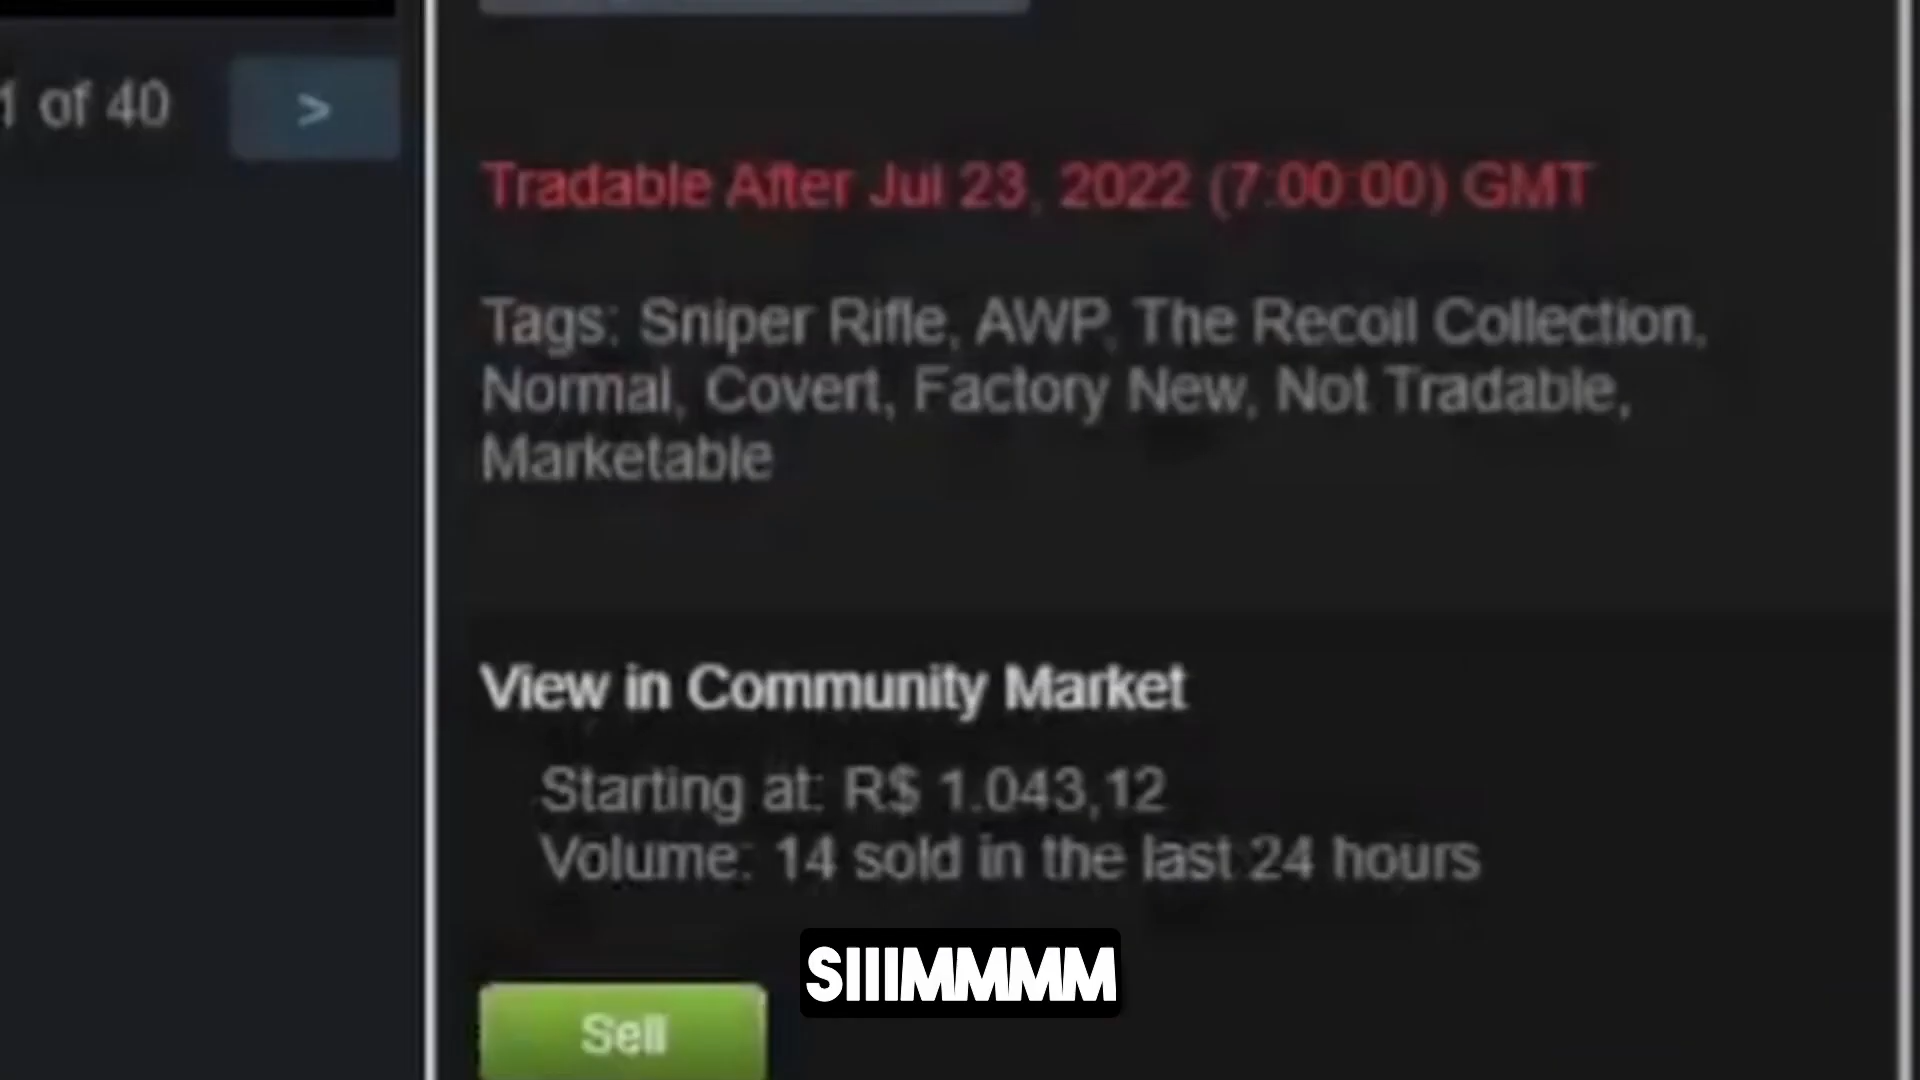 1 of 40 >
Tradable After Jul 23, 2022 (7:00:00) GMT
Tags: Sniper Rifle, AWP, The Recoil Collection,
Normal, Covert, Factory New, Not Tradable,
Marketable
View in Community Market
Starting at: R$ 1.043,12
Volume: 14 sold in the last 24 hours
SIIIMMMM
Sell